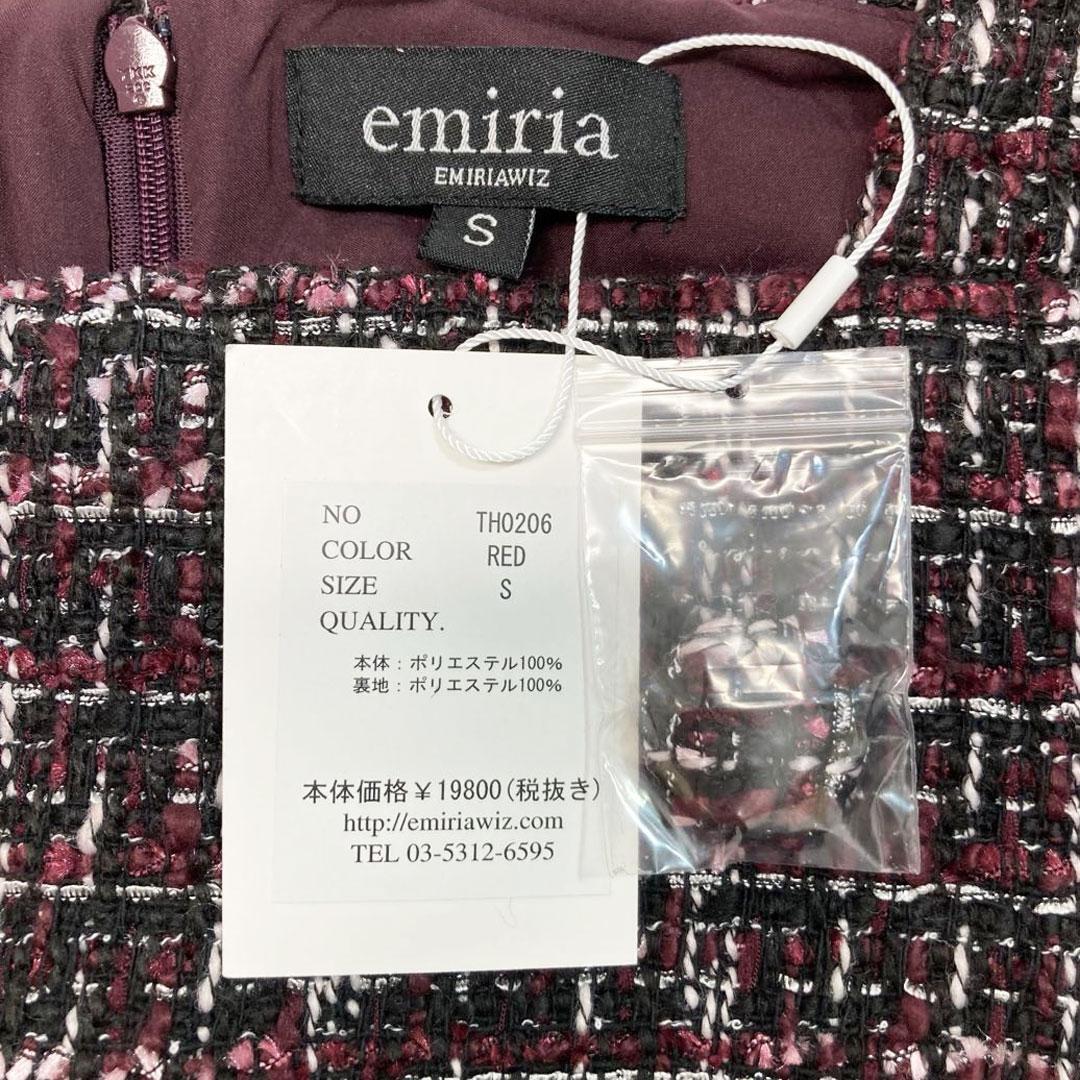 emiria
EMIRIAWIZ
S
NO TH0206
COLOR RED
SIZE S
QUALITY.
本体：ポリエステル100%
裏地：ポリエステル100%
本体価格￥19800(税抜き)
http://emiriawiz.com
TEL 03-5312-6595